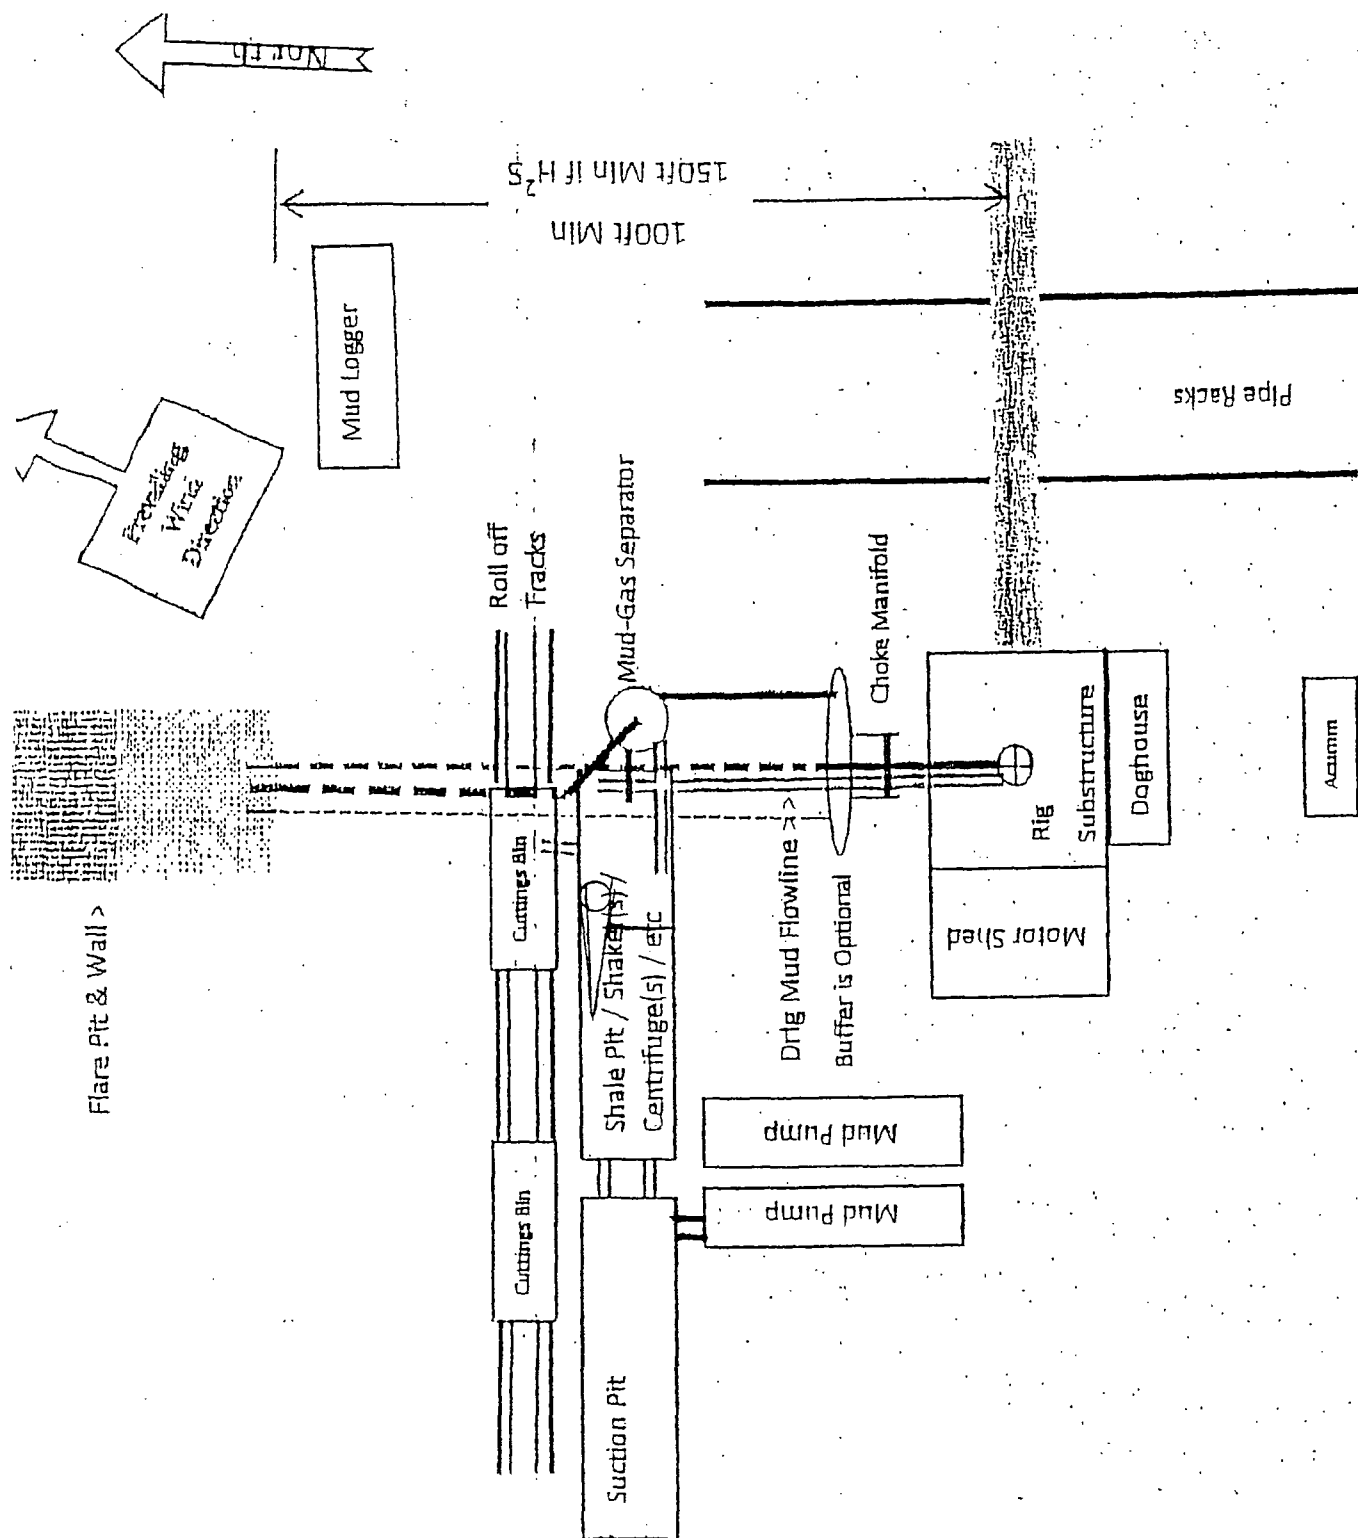 North
150ft Min if H²S
100ft Min
Mud Logger
Prevailing
Wind
Direction
Pipe Racks
Roll off
Tracks
Mud-Gas Separator
Choke Manifold
Flare Pit & Wall >
Cuttings Bin
Shale Pit / Shaker(s) /
Centrifuge(s) / etc
Drlg Mud Flowline >
Buffer is Optional
Rig
Substructure
Doghouse
Accumm
Motor Shed
Mud Pump
Mud Pump
Cuttings Bin
Suction Pit